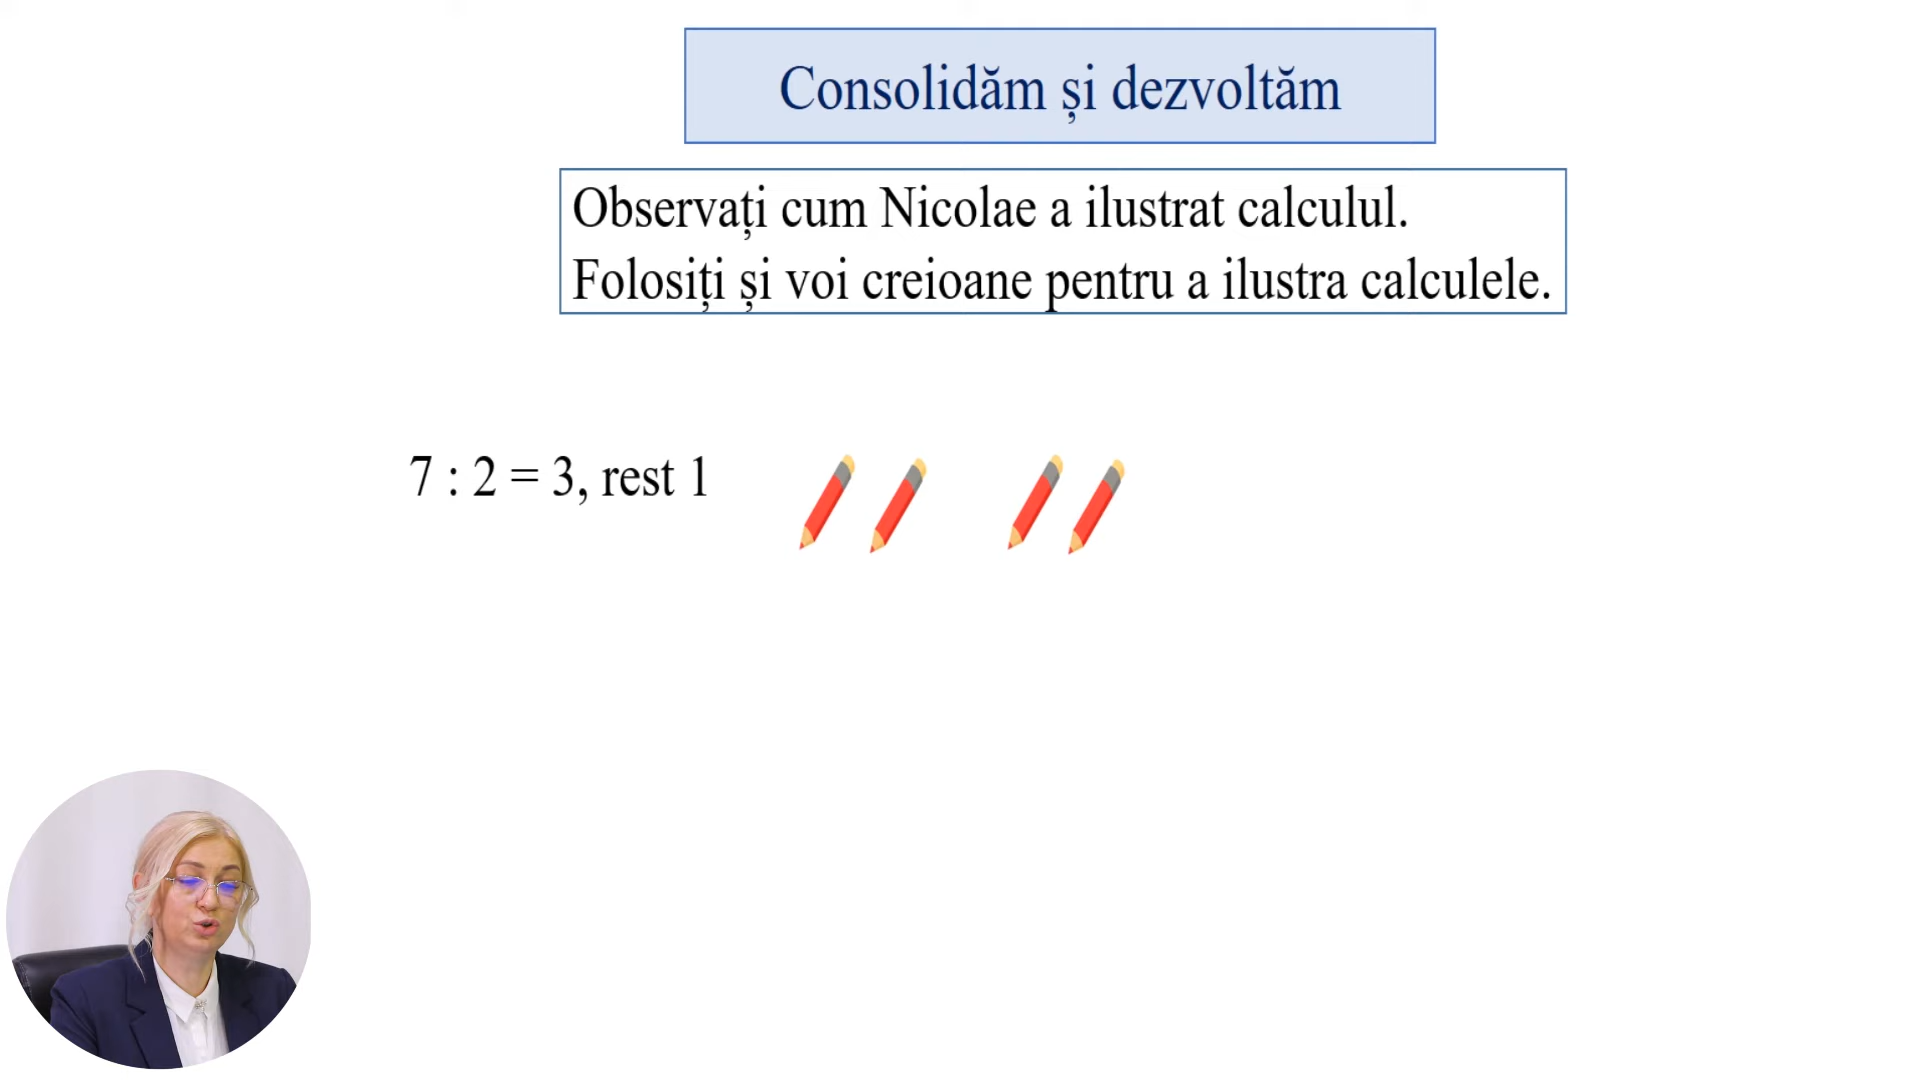 Consolidăm și dezvoltăm
Observați cum Nicolae a ilustrat calculul.
Folosiți și voi creioane pentru a ilustra calculele.
7 : 2 = 3, rest 1